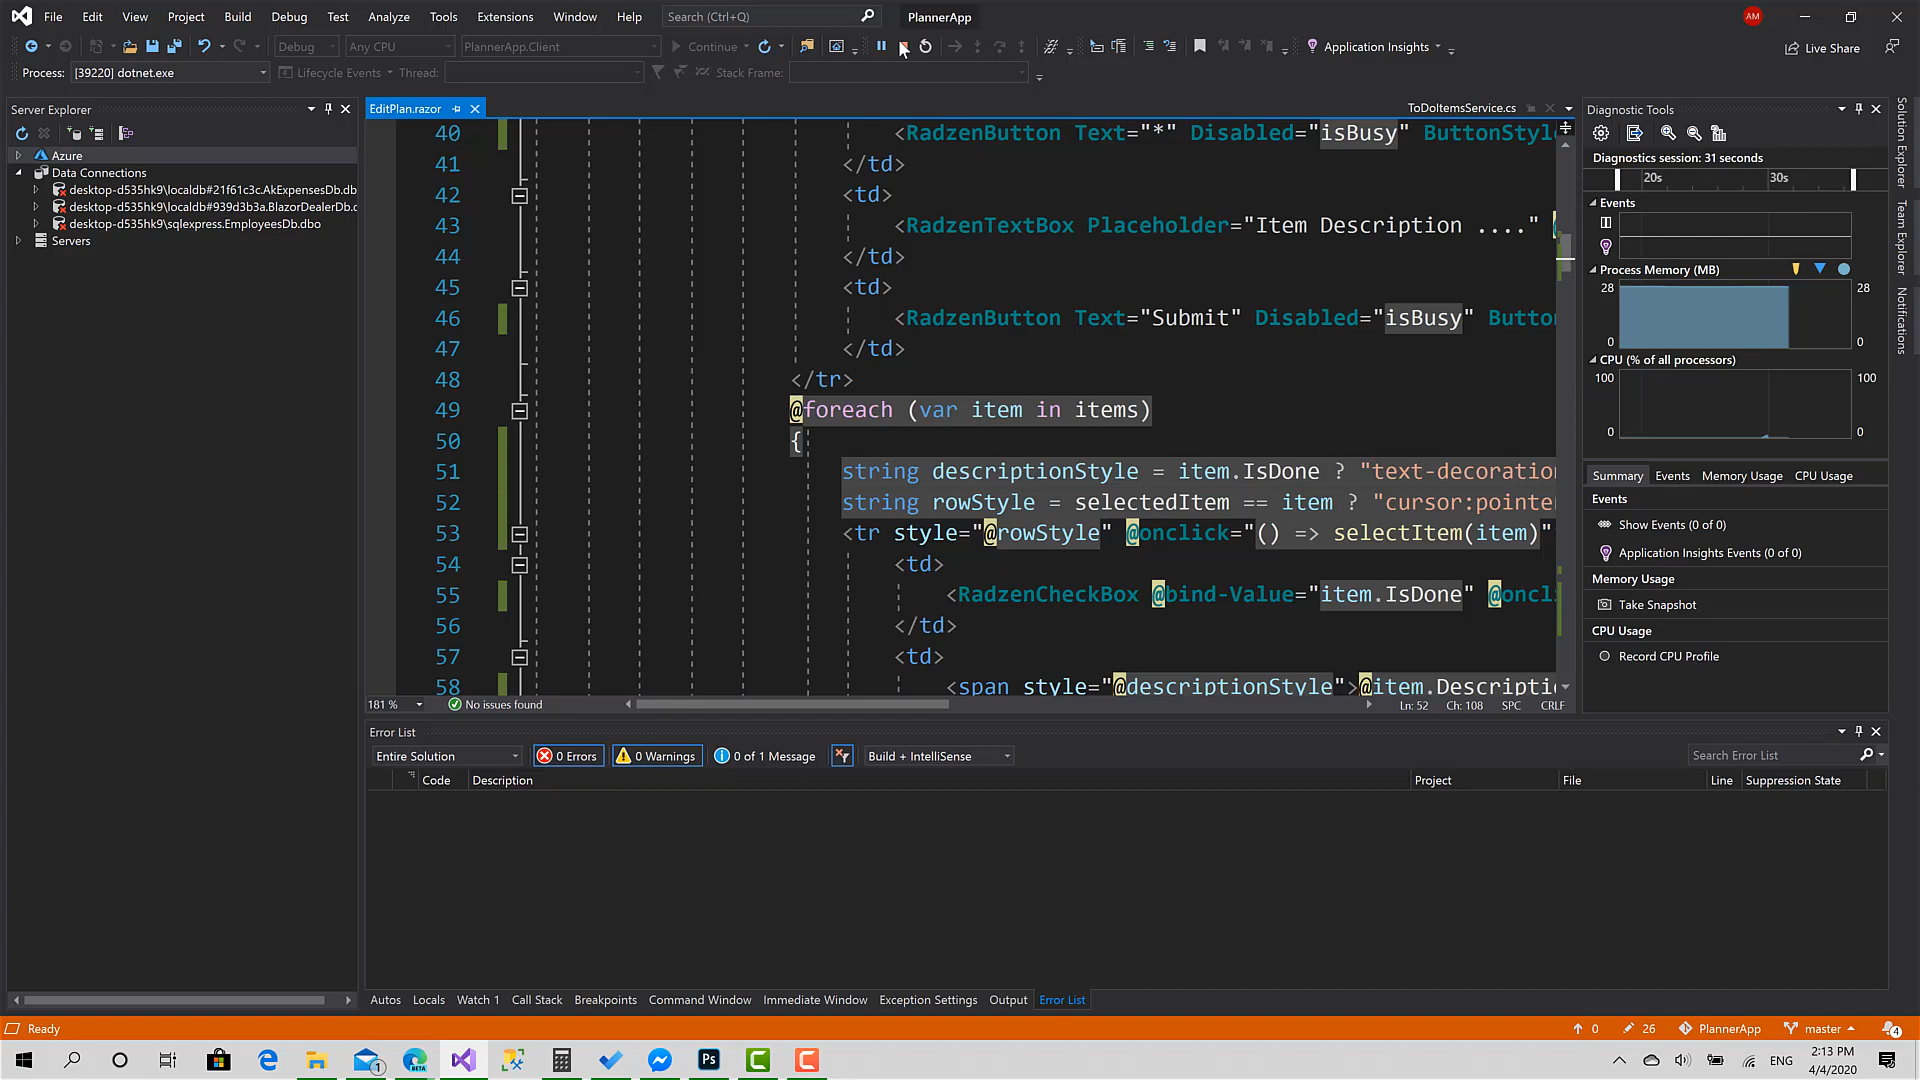 File Edit View Project Build Debug Test Analyze Tools Extensions Window Help Search (Ctrl+Q) PlannerApp AM
Debug Any CPU PlannerApp.Client Continue Application Insights Live Share
Process: [39220] dotnet.exe Lifecycle Events Thread: Stack Frame:
Server Explorer
Azure
Data Connections
desktop-d535hk9\localdb#21f61c3c.AkExpensesDb.db
desktop-d535hk9\localdb#939d3b3a.BlazorDealerDb.
desktop-d535hk9\sqlexpress.EmployeesDb.dbo
Servers
EditPlan.razor ToDoItemsService.cs
40 <RadzenButton Text="*" Disabled="isBusy" ButtonStyl
41 </td>
42 <td>
43 <RadzenTextBox Placeholder="Item Description ...."
44 </td>
45 <td>
46 <RadzenButton Text="Submit" Disabled="isBusy" Butto
47 </td>
48 </tr>
49 @foreach (var item in items)
50 {
51 string descriptionStyle = item.IsDone ? "text-decoration
52 string rowStyle = selectedItem == item ? "cursor:pointe
53 <tr style="@rowStyle" @onclick="() => selectItem(item)"
54 <td>
55 <RadzenCheckBox @bind-Value="item.IsDone" @oncl
56 </td>
57 <td>
58 <span style="@descriptionStyle">@item.Descripti
181 % No issues found Ln: 52 Ch: 108 SPC CRLF
Diagnostic Tools
Diagnostics session: 31 seconds
20s 30s
Events
Process Memory (MB)
28 28
0 0
CPU (% of all processors)
100 100
0 0
Summary Events Memory Usage CPU Usage
Events
Show Events (0 of 0)
Application Insights Events (0 of 0)
Memory Usage
Take Snapshot
CPU Usage
Record CPU Profile
Solution Explorer
Team Explorer
Notifications
Error List
Entire Solution 0 Errors 0 Warnings 0 of 1 Message Build + IntelliSense Search Error List
Code Description Project File Line Suppression State
Autos Locals Watch 1 Call Stack Breakpoints Command Window Immediate Window Exception Settings Output Error List
Ready 0 26 PlannerApp master 4
BETA 1 Ps C C ENG 2:13 PM
4/4/2020